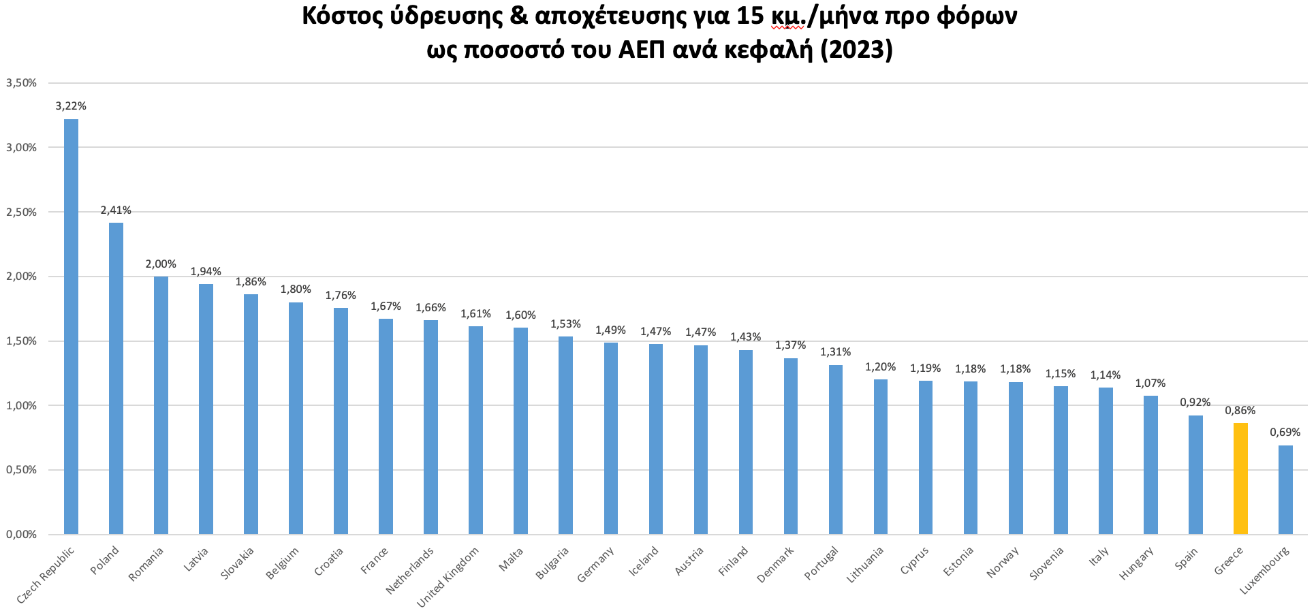 Κόστος ύδρευσης & αποχέτευσης για 15 κμ./μήνα προ φόρων
ως ποσοστό του ΑΕΠ ανά κεφαλή (2023)
3,50%
3,00%
2,50%
2,00%
1,50%
1,00%
0,50%
0,00%
3,22%
2,41%
2,00%
1,94%
1,86%
1,80%
1,76%
1,67%
1,66%
1,61%
1,60%
1,53%
1,49%
1,47%
1,47%
1,43%
1,37%
1,31%
1,20%
1,19%
1,18%
1,18%
1,15%
1,14%
1,07%
0,92%
0,86%
0,69%
Czech Republic
Poland
Romania
Latvia
Slovakia
Belgium
Croatia
France
Netherlands
United Kingdom
Malta
Bulgaria
Germany
Iceland
Austria
Finland
Denmark
Portugal
Lithuania
Cyprus
Estonia
Norway
Slovenia
Italy
Hungary
Spain
Greece
Luxembourg